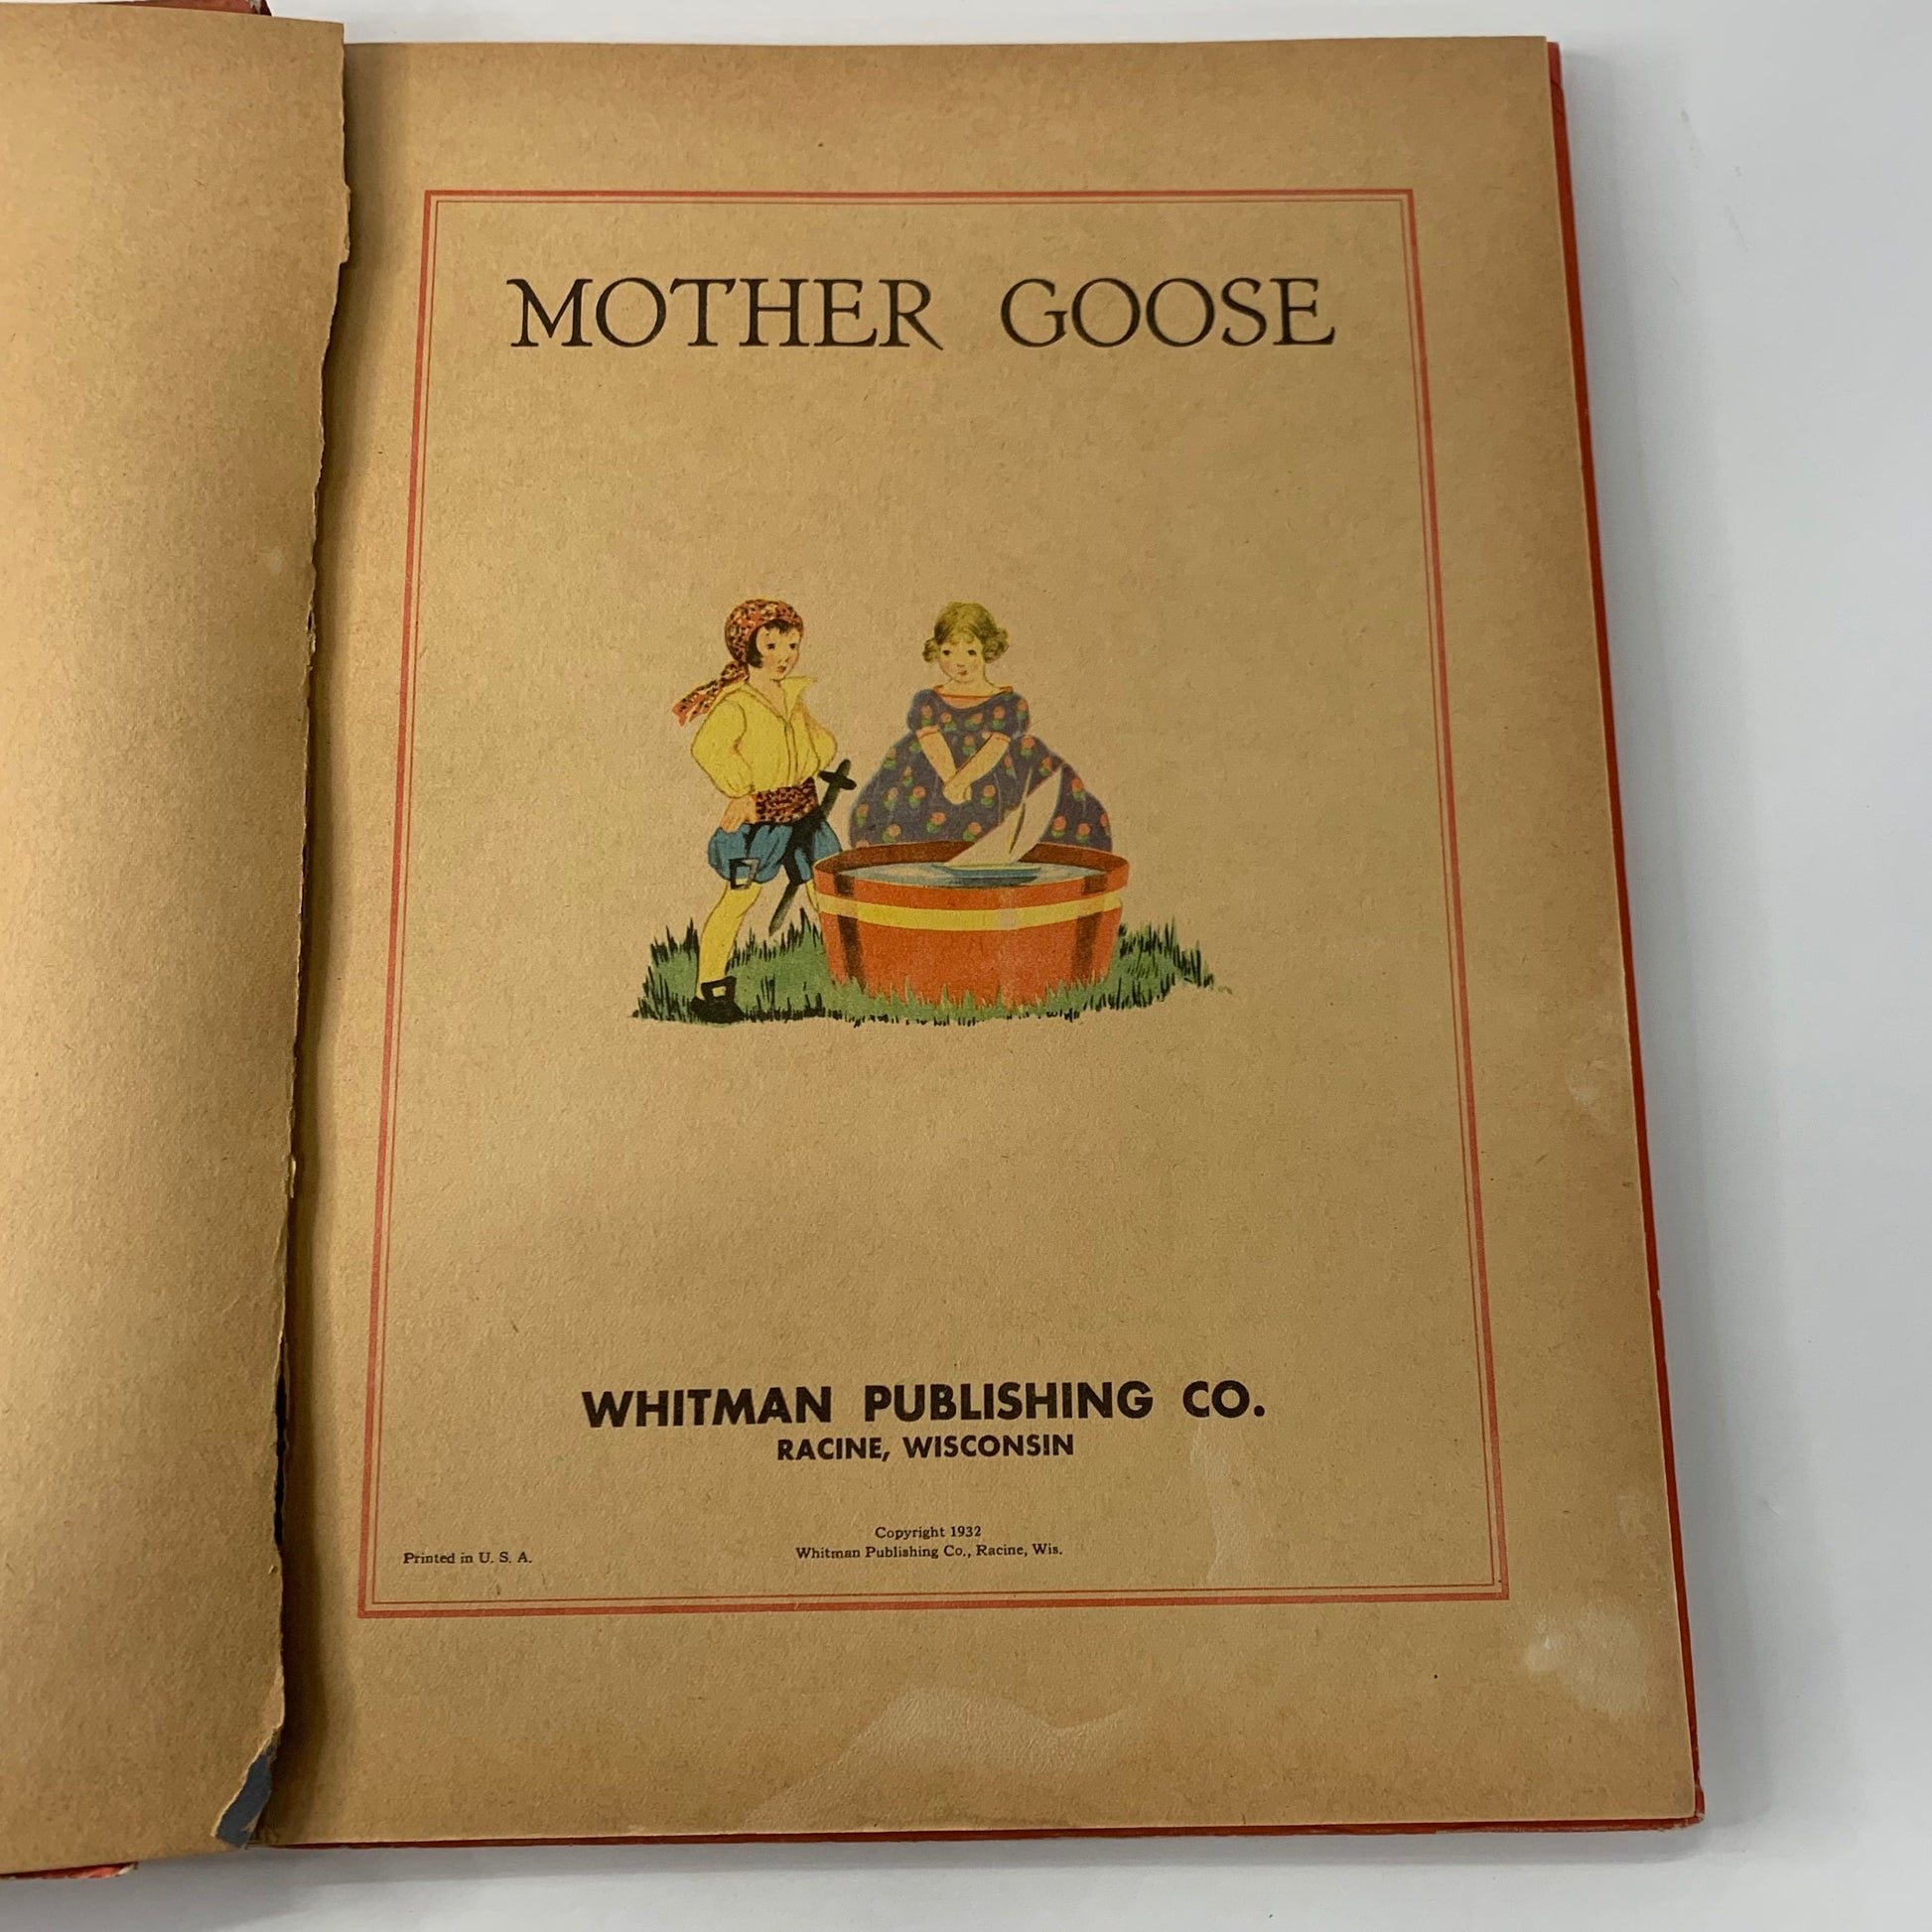 MOTHER GOOSE
WHITMAN PUBLISHING CO.
RACINE, WISCONSIN
Copyright 1932
Whitman Publishing Co., Racine, Wis.
Printed in U. S. A.